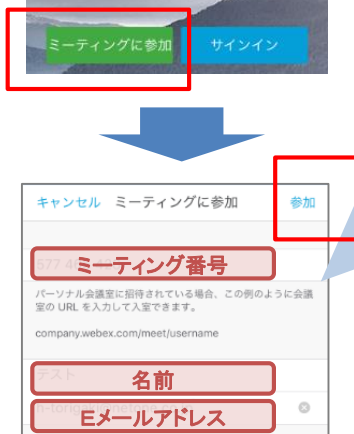 ミーティングに参加 サインイン
キャンセル ミーティングに参加 参加
ミーティング番号
パーソナル会議室に招待されている場合、この例のように会議
室の URL を入力して入室できます。
company.webex.com/meet/username
テスト
名前
Eメールアドレス